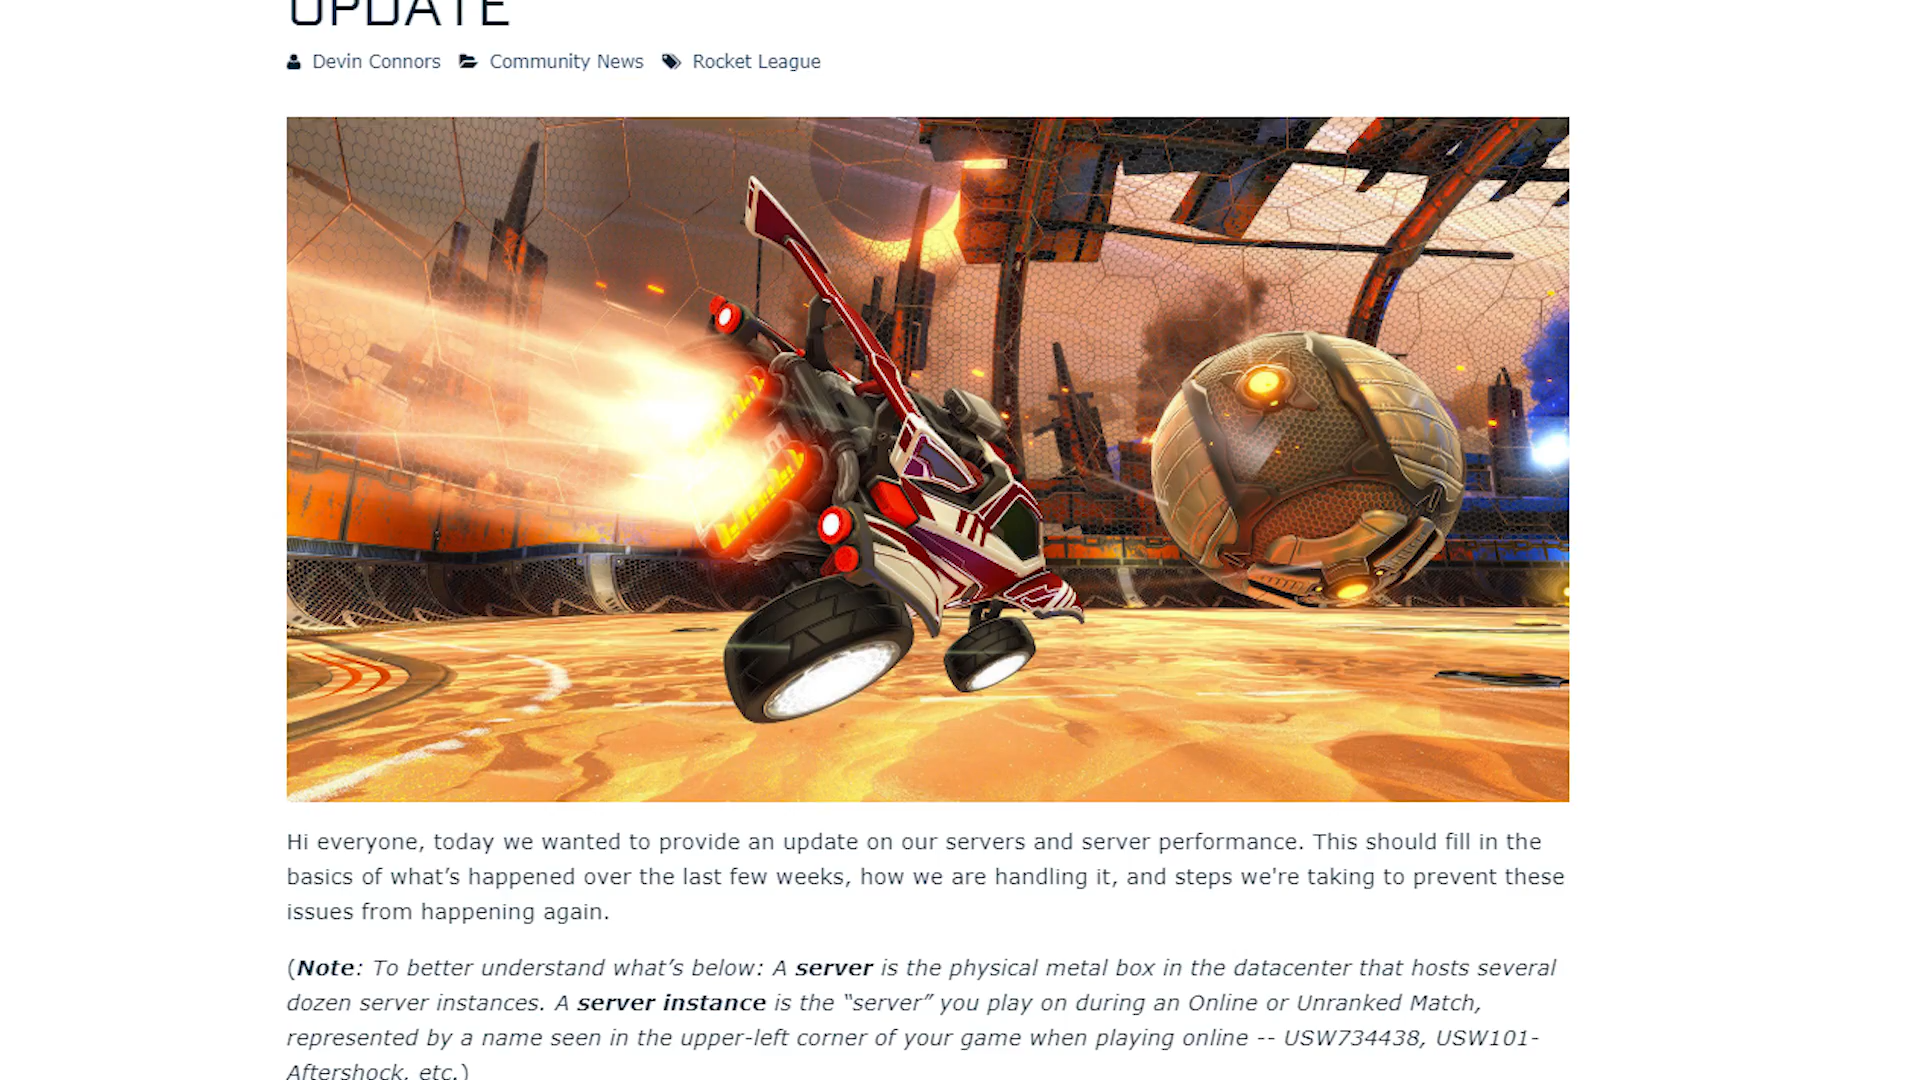 UPDATE
Devin Connors Community News Rocket League
Hi everyone, today we wanted to provide an update on our servers and server performance. This should fill in the
basics of what’s happened over the last few weeks, how we are handling it, and steps we're taking to prevent these
issues from happening again.
(Note: To better understand what’s below: A server is the physical metal box in the datacenter that hosts several
dozen server instances. A server instance is the “server” you play on during an Online or Unranked Match,
represented by a name seen in the upper-left corner of your game when playing online -- USW734438, USW101-
Aftershock, etc.)